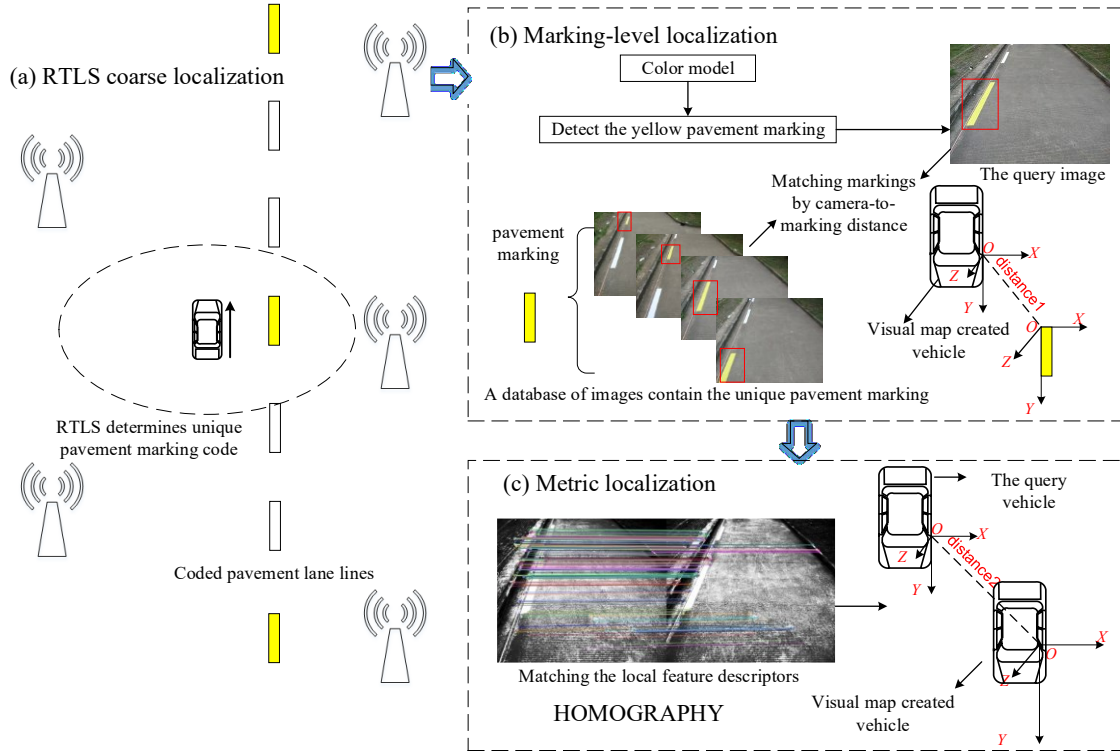 (a) RTLS coarse localization
RTLS determines unique
pavement marking code
Coded pavement lane lines
(b) Marking-level localization
Color model
Detect the yellow pavement marking
The query image
Matching markings
by camera-to-
marking distance
pavement
marking
A database of images contain the unique pavement marking
O
X
Z
Y
distance1
Visual map created
vehicle
O
X
Z
Y
(c) Metric localization
Matching the local feature descriptors
HOMOGRAPHY
The query
vehicle
O
X
Z
Y
distance2
X
O
Z
Y
Visual map created
vehicle